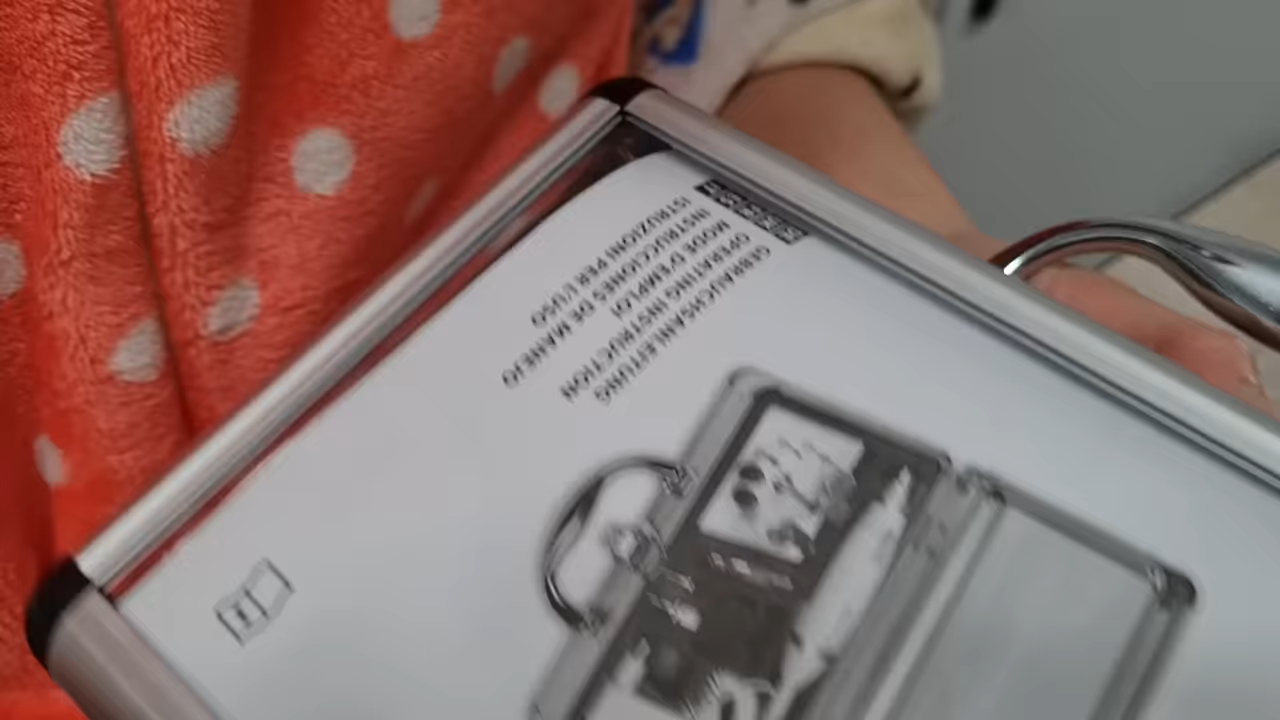 GEBRAUCHSANLEITUNG
OPERATING INSTRUCTION
MODE D'EMPLOI
INSTRUCCIONES DE MANEJO
ISTRUZIONI PER L'USO